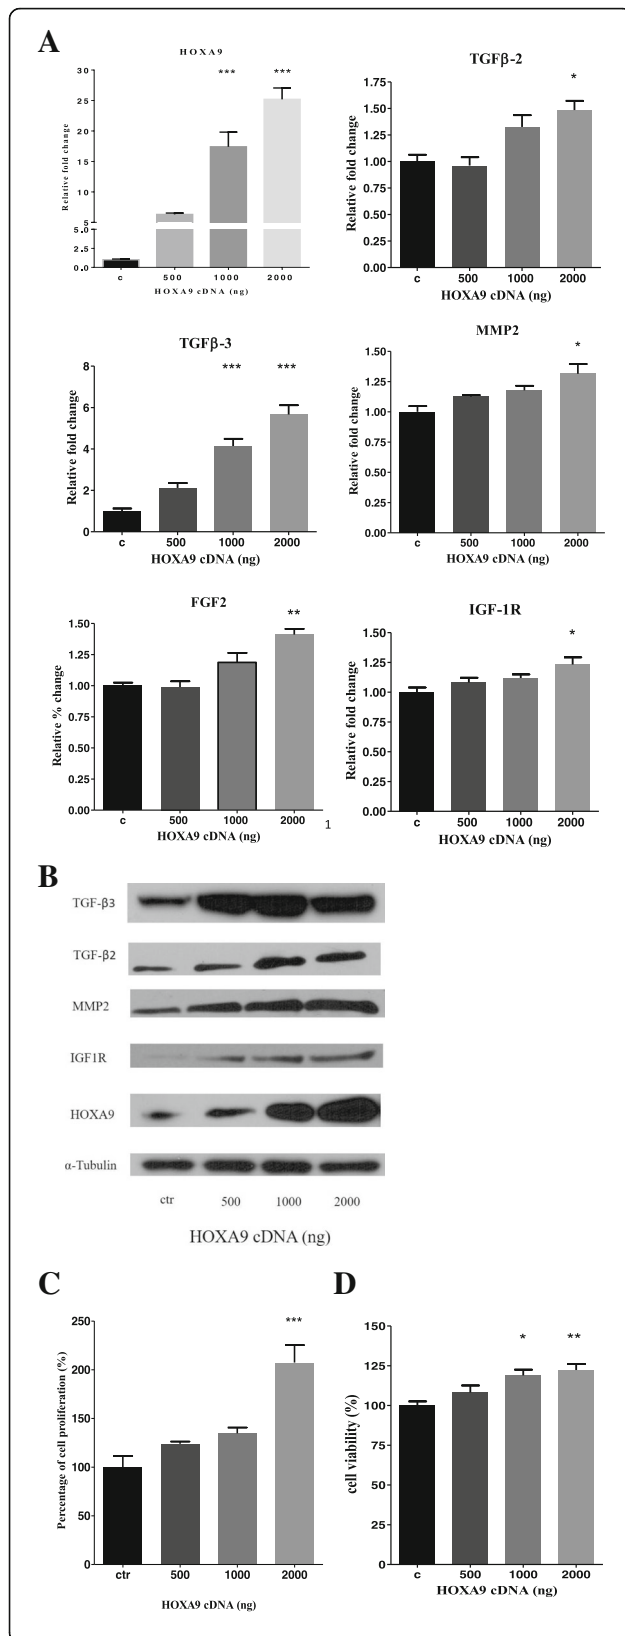 A
HOXA9
*** ***
30
25
20
15
10
5
5.0
2.5
0.0
Relative fold change
c 500 1000 2000
HOXA9 cDNA (ng)
TGFβ-2
*
1.75
1.50
1.25
1.00
0.75
0.50
0.25
0.00
Relative fold change
c 500 1000 2000
HOXA9 cDNA (ng)
TGFβ-3
*** ***
8
6
4
2
0
Relative fold change
c 500 1000 2000
HOXA9 cDNA (ng)
MMP2
*
1.50
1.25
1.00
0.75
0.50
0.25
0.00
Relative fold change
c 500 1000 2000
HOXA9 cDNA (ng)
FGF2
**
1.50
1.25
1.00
0.75
0.50
0.25
0.00
Relative % change
c 500 1000 2000
HOXA9 cDNA (ng)
1
IGF-1R
*
1.50
1.25
1.00
0.75
0.50
0.25
0.00
Relative fold change
c 500 1000 2000
HOXA9 cDNA (ng)
B
TGF-β3
TGF-β2
MMP2
IGF1R
HOXA9
α-Tubulin
ctr 500 1000 2000
HOXA9 cDNA (ng)
C
***
250
200
150
100
50
0
Percentage of cell proliferation (%)
ctr 500 1000 2000
HOXA9 cDNA (ng)
D
* **
150
125
100
75
50
25
0
cell viability (%)
c 500 1000 2000
HOXA9 cDNA (ng)